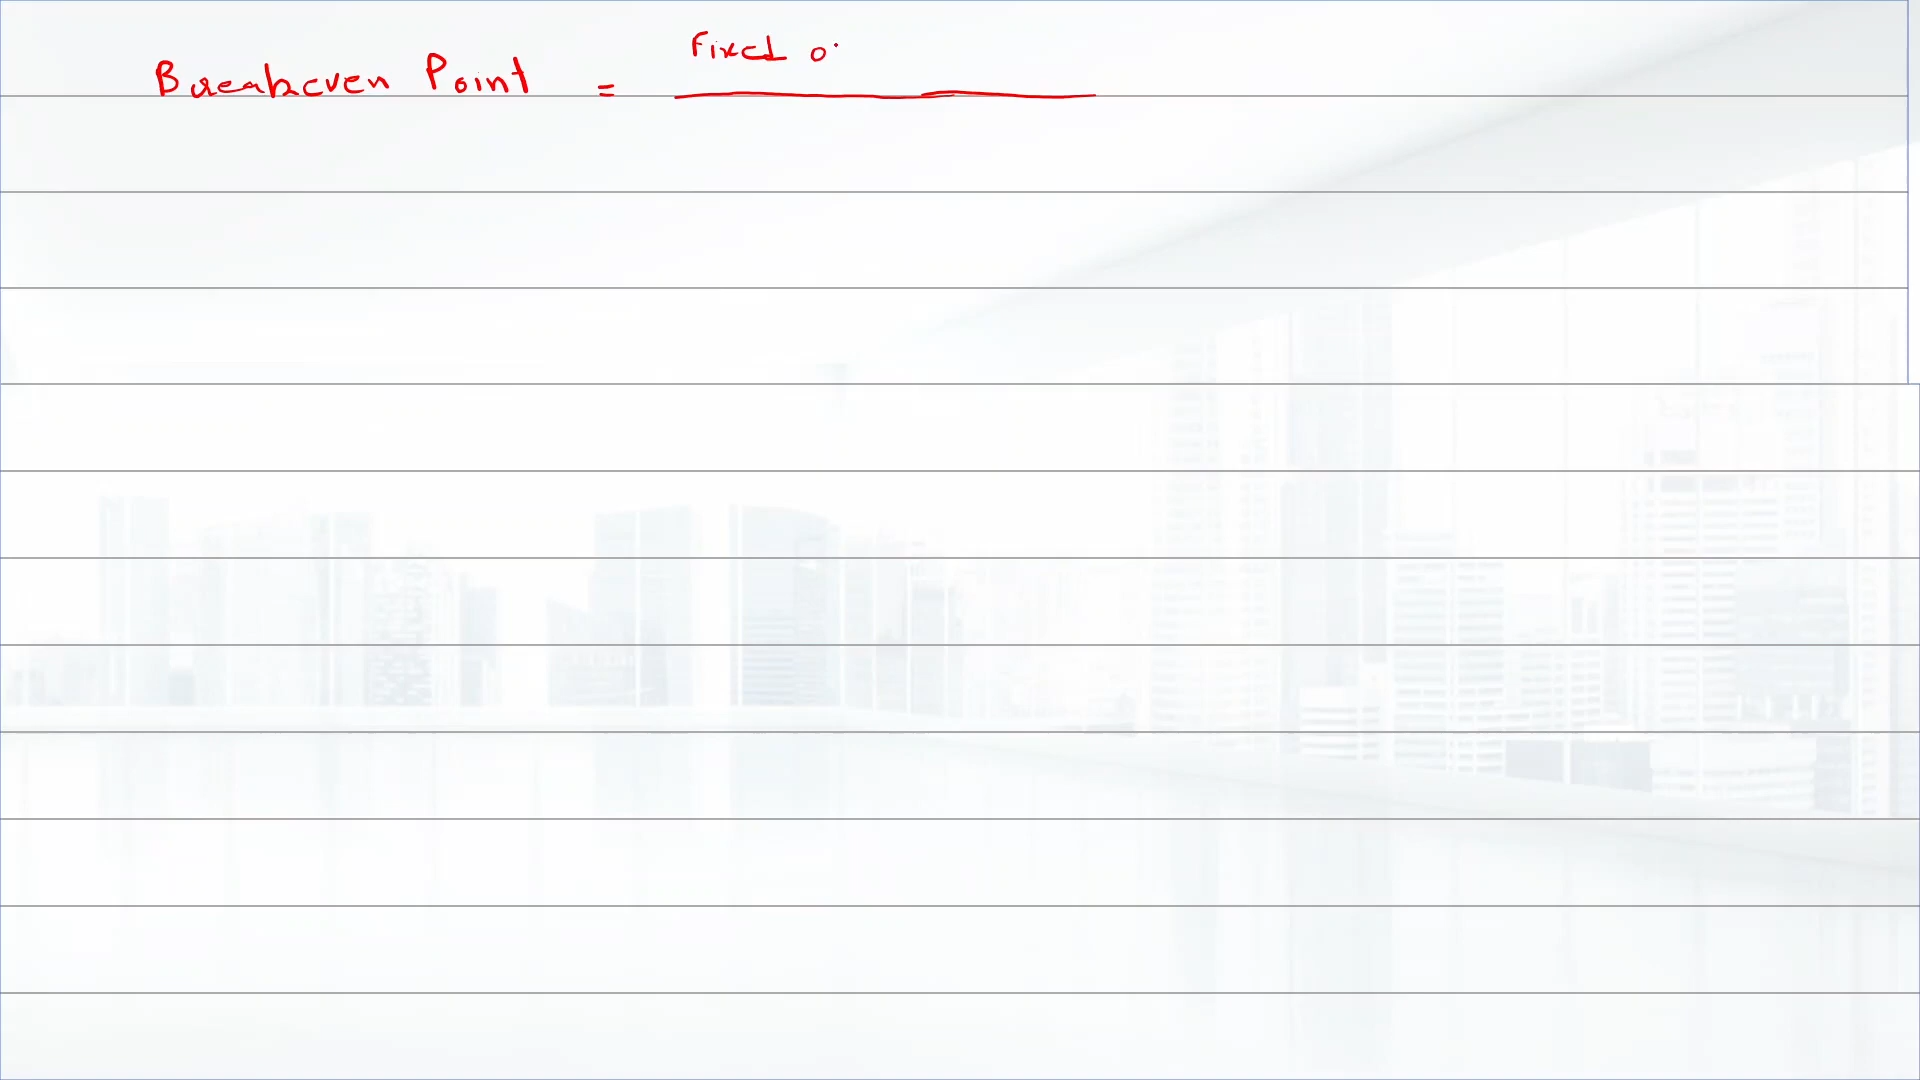 Fixed o
Breakeven Point =